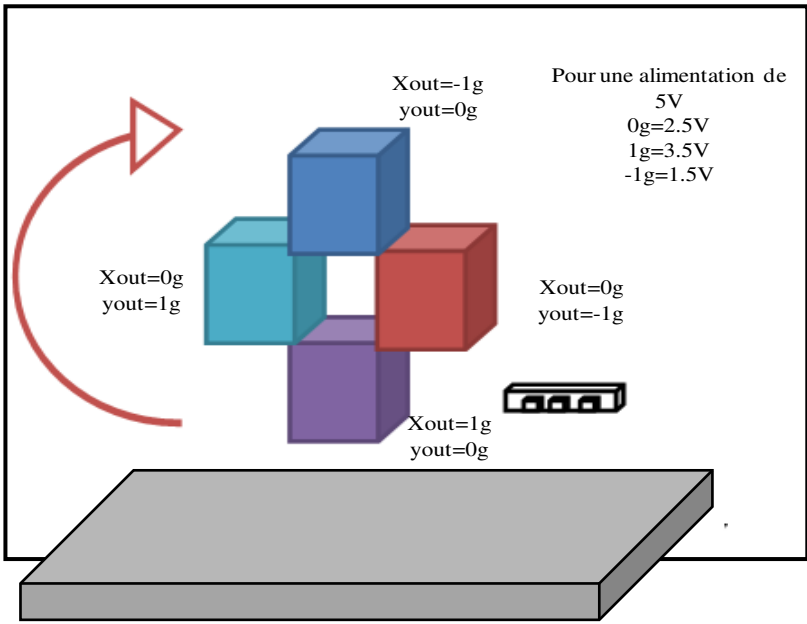 Xout=-1g
yout=0g
Pour une alimentation de
5V
0g=2.5V
1g=3.5V
-1g=1.5V
Xout=0g
yout=1g
Xout=0g
yout=-1g
Xout=1g
yout=0g